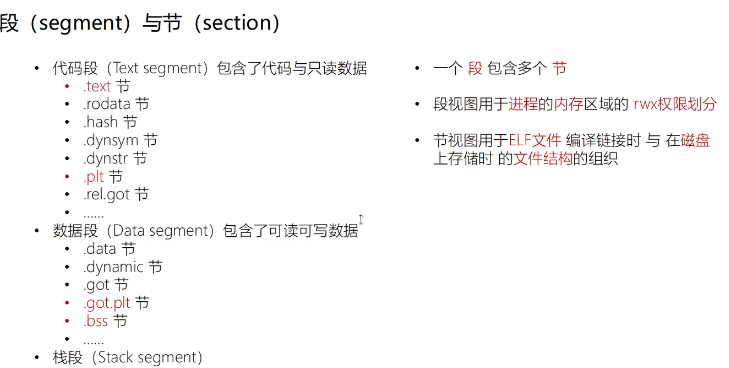 段（segment）与节（section）
• 代码段（Text segment）包含了代码与只读数据
• .text 节
• .rodata 节
• .hash 节
• .dynsym 节
• .dynstr 节
• .plt 节
• .rel.got 节
• ......
• 数据段（Data segment）包含了可读可写数据
• .data 节
• .dynamic 节
• .got 节
• .got.plt 节
• .bss 节
• ......
• 栈段（Stack segment）
• 一个 段 包含多个 节
• 段视图用于进程的内存区域的 rwx权限划分
• 节视图用于ELF文件 编译链接时 与 在磁盘
上存储时 的文件结构的组织